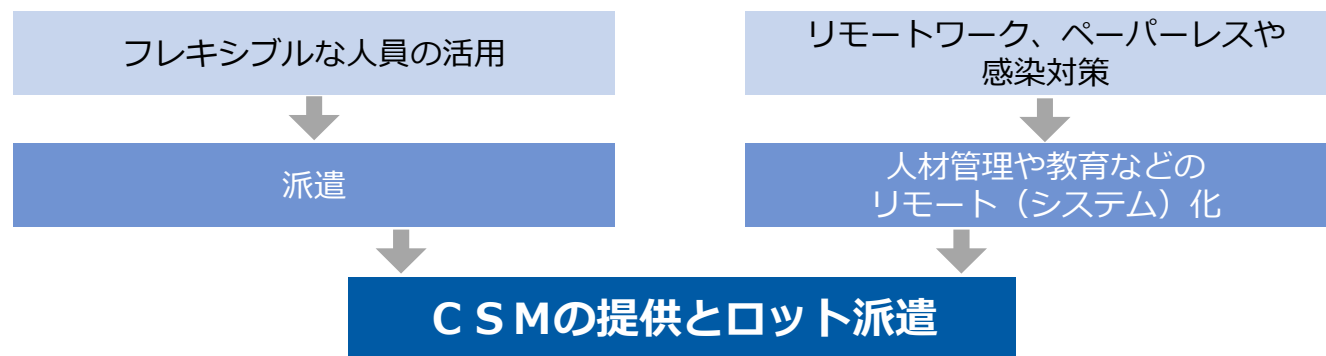 フレキシブルな人員の活用
リモートワーク、ペーパーレスや
感染対策
派遣
人材管理や教育などの
リモート（システム）化
ＣＳＭの提供とロット派遣